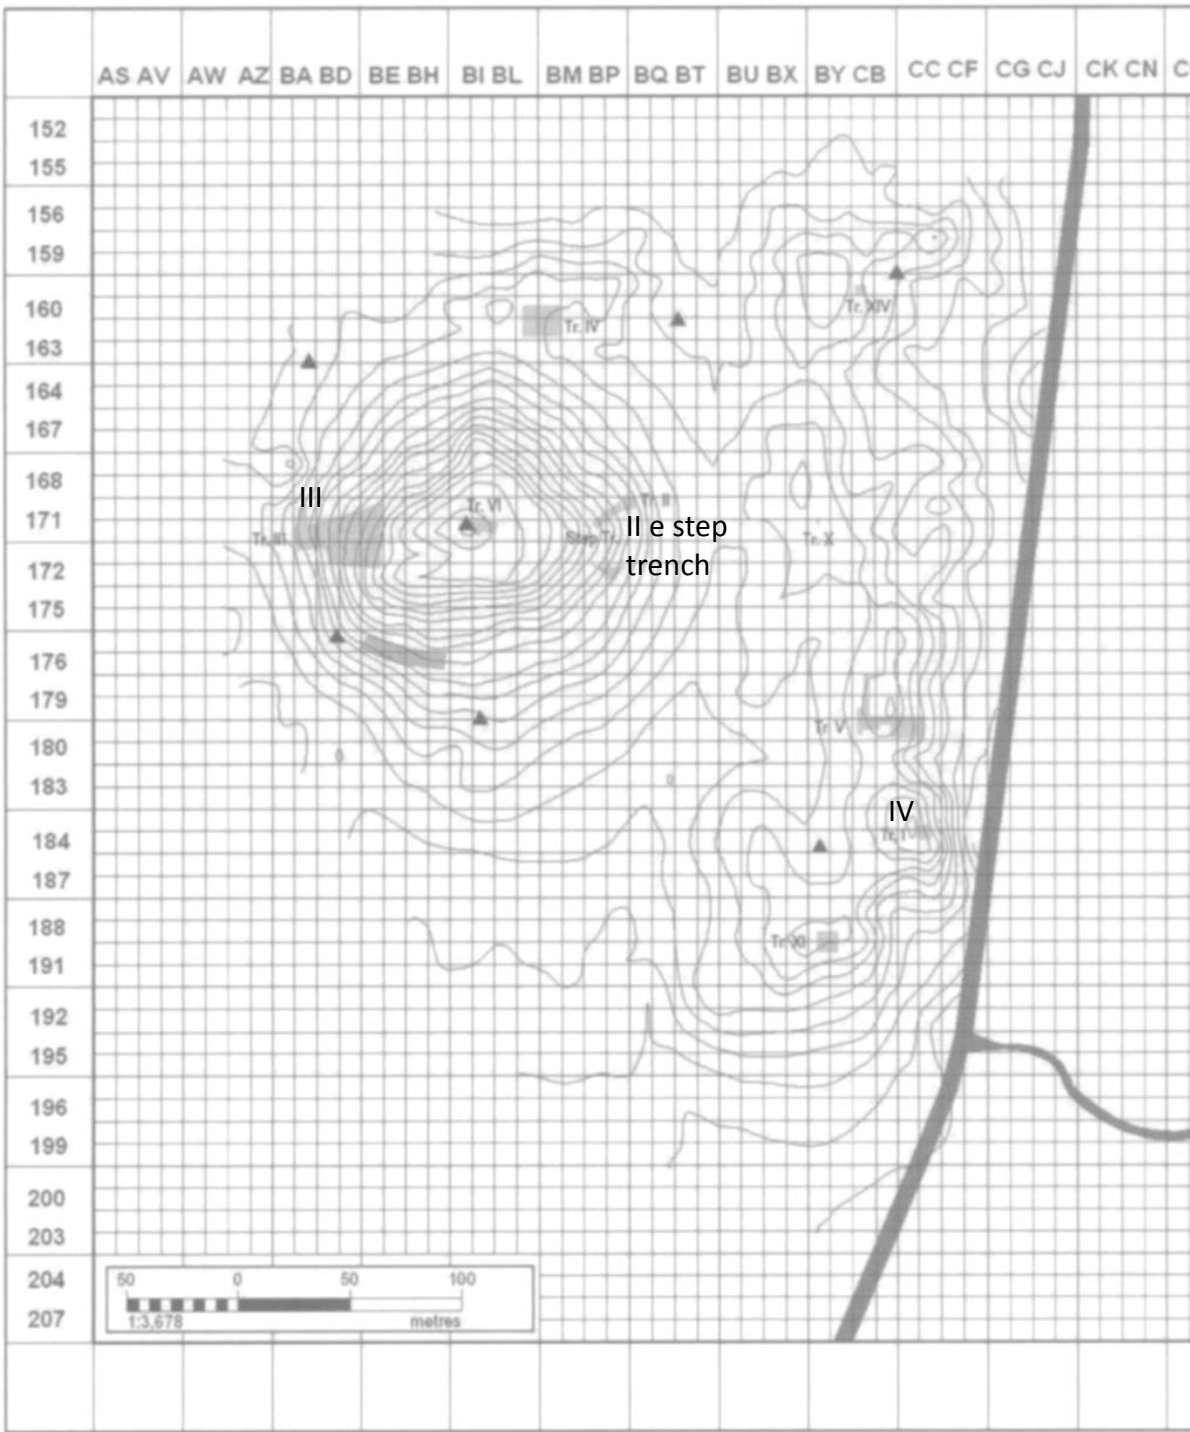 AS AV AW AZ BA BD BE BH BI BL BM BP BQ BT BU BX BY CB CC CF CG CJ CK CN C
152
155
156
159
160
Tr. XIV
Tr. IV
163
164
167
168
III
Tr. VI
Tr. II
171
II e step
Tr. III
Step Tr.
Tr. X
trench
172
175
176
179
Tr. V
180
183
IV
184
187
188
Tr. XI
191
192
195
196
199
200
203
204
50 0 50 100
207
1:3,678 metres